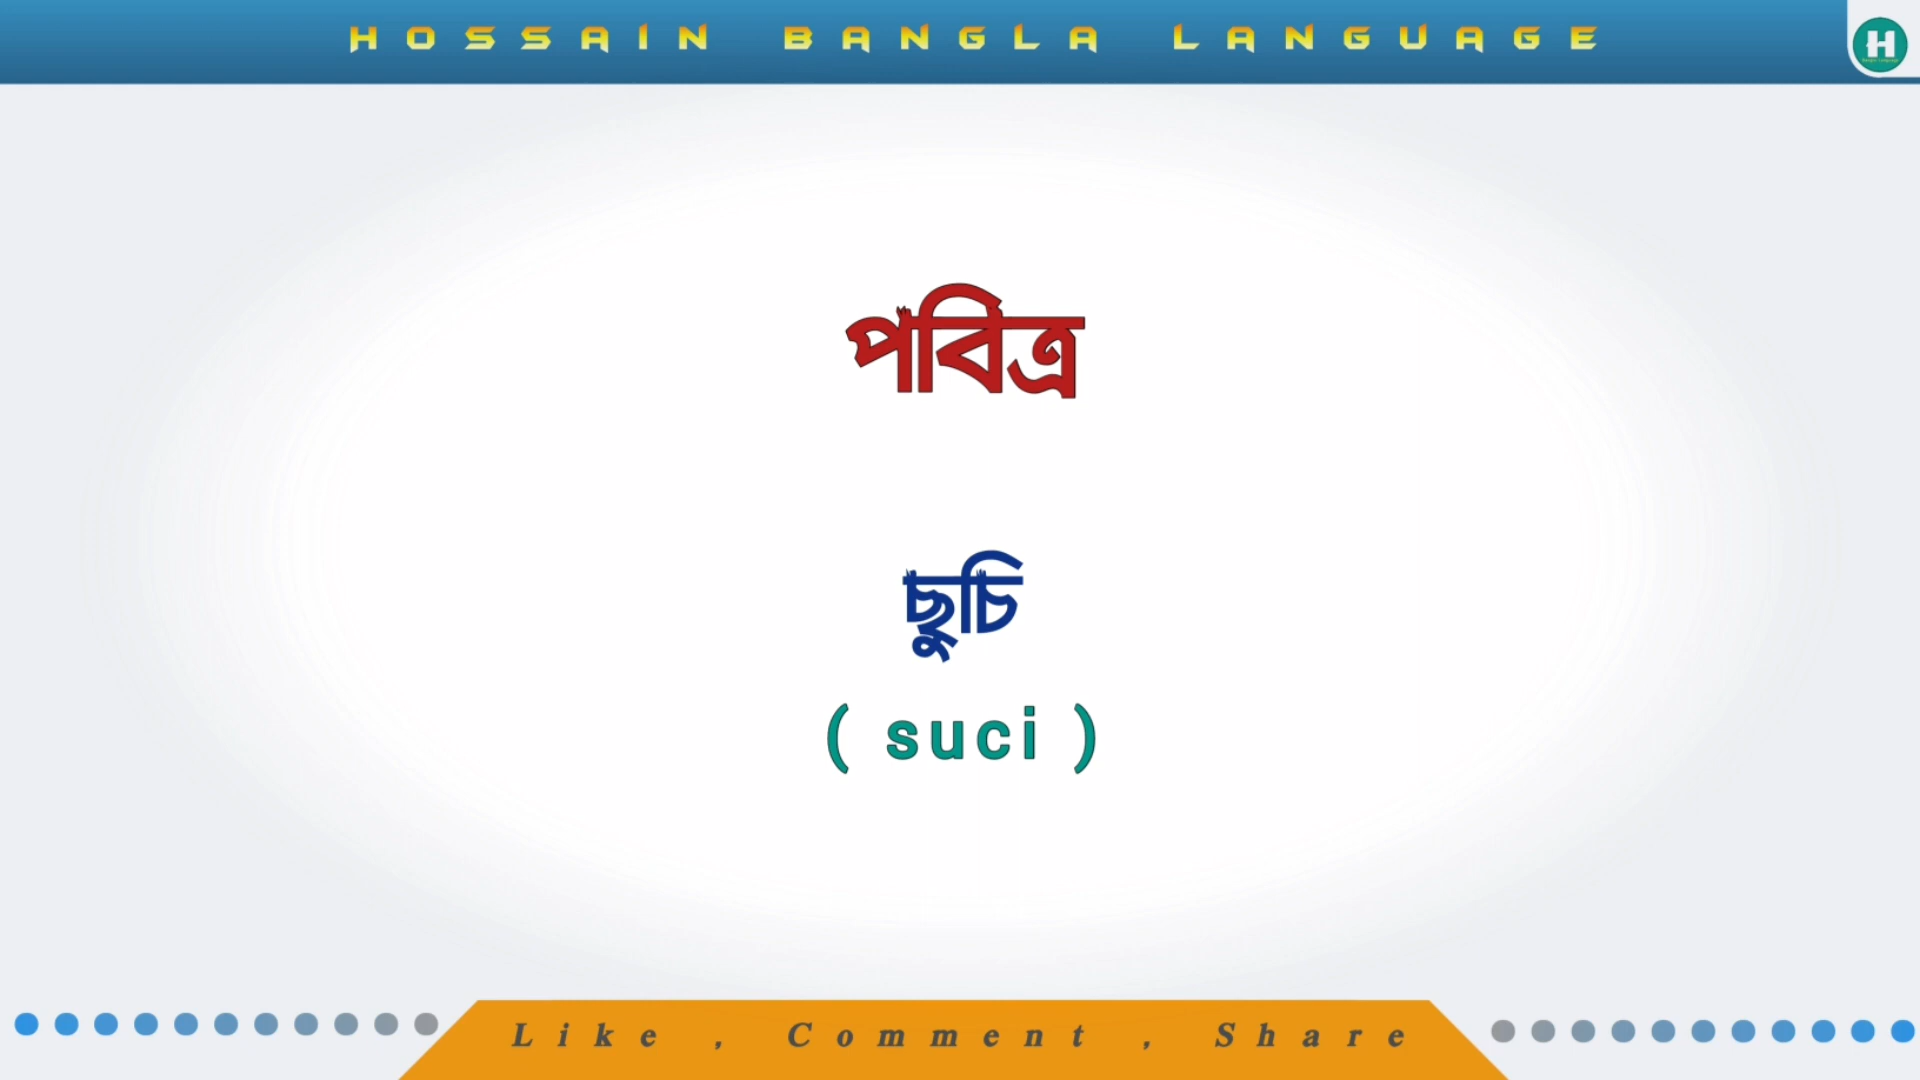 HOSSAIN BANGLA LANGUAGE
H
পবিত্র
ছুচি
( suci )
Like , Comment , Share